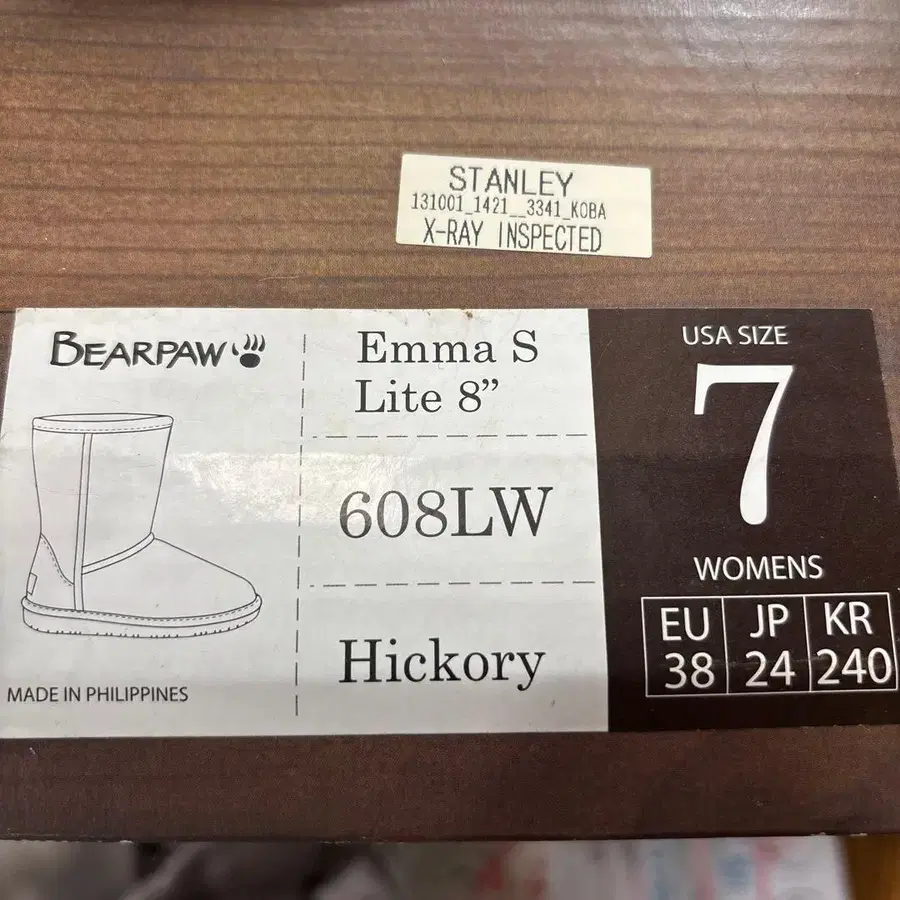 STANLEY
131001_1421__3341_KOBA
X-RAY INSPECTED
BEARPAW
Emma S
Lite 8”
608LW
Hickory
MADE IN PHILIPPINES
USA SIZE
7
WOMENS
EU JP KR
38 24 240